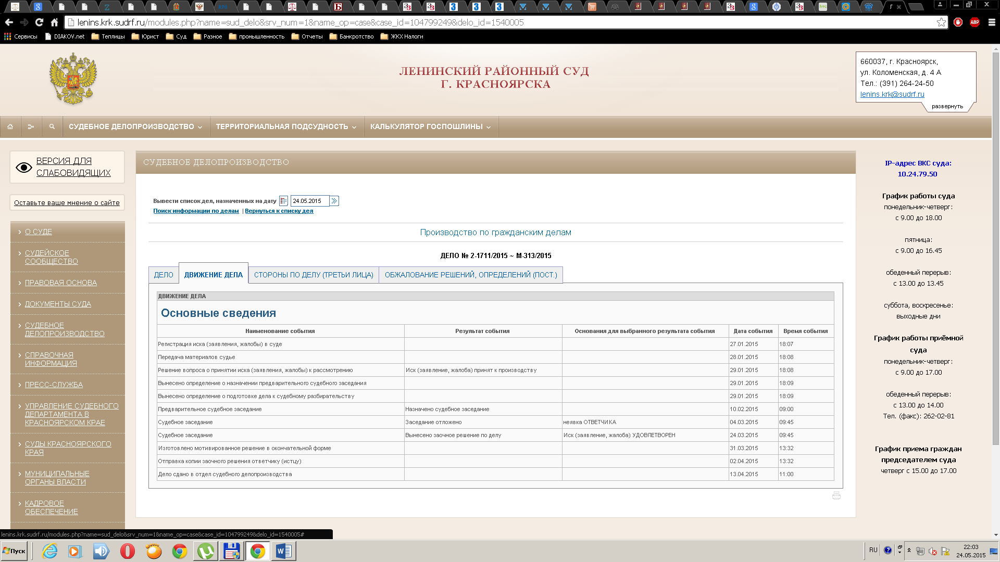 lenins.krk.sudrf.ru/modules.php?name=sud_delo&srv_num=1&name_op=case&case_id=104799249&delo_id=1540005
Сервисы DIAKOV.net Теплицы Юрист Суд Разное промышленность Отчеты Банкротство ЖКХ Налоги
ЛЕНИНСКИЙ РАЙОННЫЙ СУД
Г. КРАСНОЯРСКА
660037, г. Красноярск,
ул. Коломенская, д. 4 А
Тел.: (391) 264-24-50
lenins.krk@sudrf.ru
развернуть
СУДЕБНОЕ ДЕЛОПРОИЗВОДСТВО ТЕРРИТОРИАЛЬНАЯ ПОДСУДНОСТЬ КАЛЬКУЛЯТОР ГОСПОШЛИНЫ
ВЕРСИЯ ДЛЯ
СЛАБОВИДЯЩИХ
Оставьте ваше мнение о сайте
О СУДЕ
СУДЕЙСКОЕ
СООБЩЕСТВО
ПРАВОВАЯ ОСНОВА
ДОКУМЕНТЫ СУДА
СУДЕБНОЕ
ДЕЛОПРОИЗВОДСТВО
СПРАВОЧНАЯ
ИНФОРМАЦИЯ
ПРЕСС-СЛУЖБА
УПРАВЛЕНИЕ СУДЕБНОГО
ДЕПАРТАМЕНТА В
КРАСНОЯРСКОМ КРАЕ
СУДЫ КРАСНОЯРСКОГО
КРАЯ
МУНИЦИПАЛЬНЫЕ
ОРГАНЫ ВЛАСТИ
КАДРОВОЕ
ОБЕСПЕЧЕНИЕ
СУДЕБНОЕ ДЕЛОПРОИЗВОДСТВО
Вывести список дел, назначенных на дату 24.05.2015
Поиск информации по делам | Вернуться к списку дел
Производство по гражданским делам
ДЕЛО № 2-1711/2015 ~ М-313/2015
ДЕЛО ДВИЖЕНИЕ ДЕЛА СТОРОНЫ ПО ДЕЛУ (ТРЕТЬИ ЛИЦА) ОБЖАЛОВАНИЕ РЕШЕНИЙ, ОПРЕДЕЛЕНИЙ (ПОСТ.)
ДВИЖЕНИЕ ДЕЛА
Основные сведения
Наименование события Результат события Основания для выбранного результата события Дата события Время события
Регистрация иска (заявления, жалобы) в суде 27.01.2015 18:07
Передача материалов судье 28.01.2015 18:08
Решение вопроса о принятии иска (заявления, жалобы) к рассмотрению Иск (заявление, жалоба) принят к производству 29.01.2015 18:08
Вынесено определение о назначении предварительного судебного заседания 29.01.2015 18:09
Вынесено определение о подготовке дела к судебному разбирательству 29.01.2015 18:09
Предварительное судебное заседание Назначено судебное заседание 10.02.2015 09:00
Судебное заседание Заседание отложено неявка ОТВЕТЧИКА 04.03.2015 09:45
Судебное заседание Вынесено заочное решение по делу Иск (заявление, жалоба) УДОВЛЕТВОРЕН 24.03.2015 09:45
Изготовлено мотивированное решение в окончательной форме 31.03.2015 13:32
Отправка копии заочного решения ответчику (истцу) 02.04.2015 13:32
Дело сдано в отдел судебного делопроизводства 13.04.2015 11:00
IP-адрес ВКС суда:
10.24.79.50
График работы суда
понедельник-четверг:
с 9.00 до 18.00
пятница:
с 9.00 до 16.45
обеденный перерыв:
с 13.00 до 13.45
суббота, воскресенье:
выходные дни
График работы приёмной
суда
понедельник-четверг:
с 9.00 до 17.00
обеденный перерыв:
с 13.00 до 14.00
Тел. (факс): 262-02-81
График приема граждан
председателем суда
четверг с 15.00 до 17.00
lenins.krk.sudrf.ru/modules.php?name=sud_delo&srv_num=1&name_op=case&case_id=104799249&delo_id=1540005#
Пуск
RU
22:03
24.05.2015